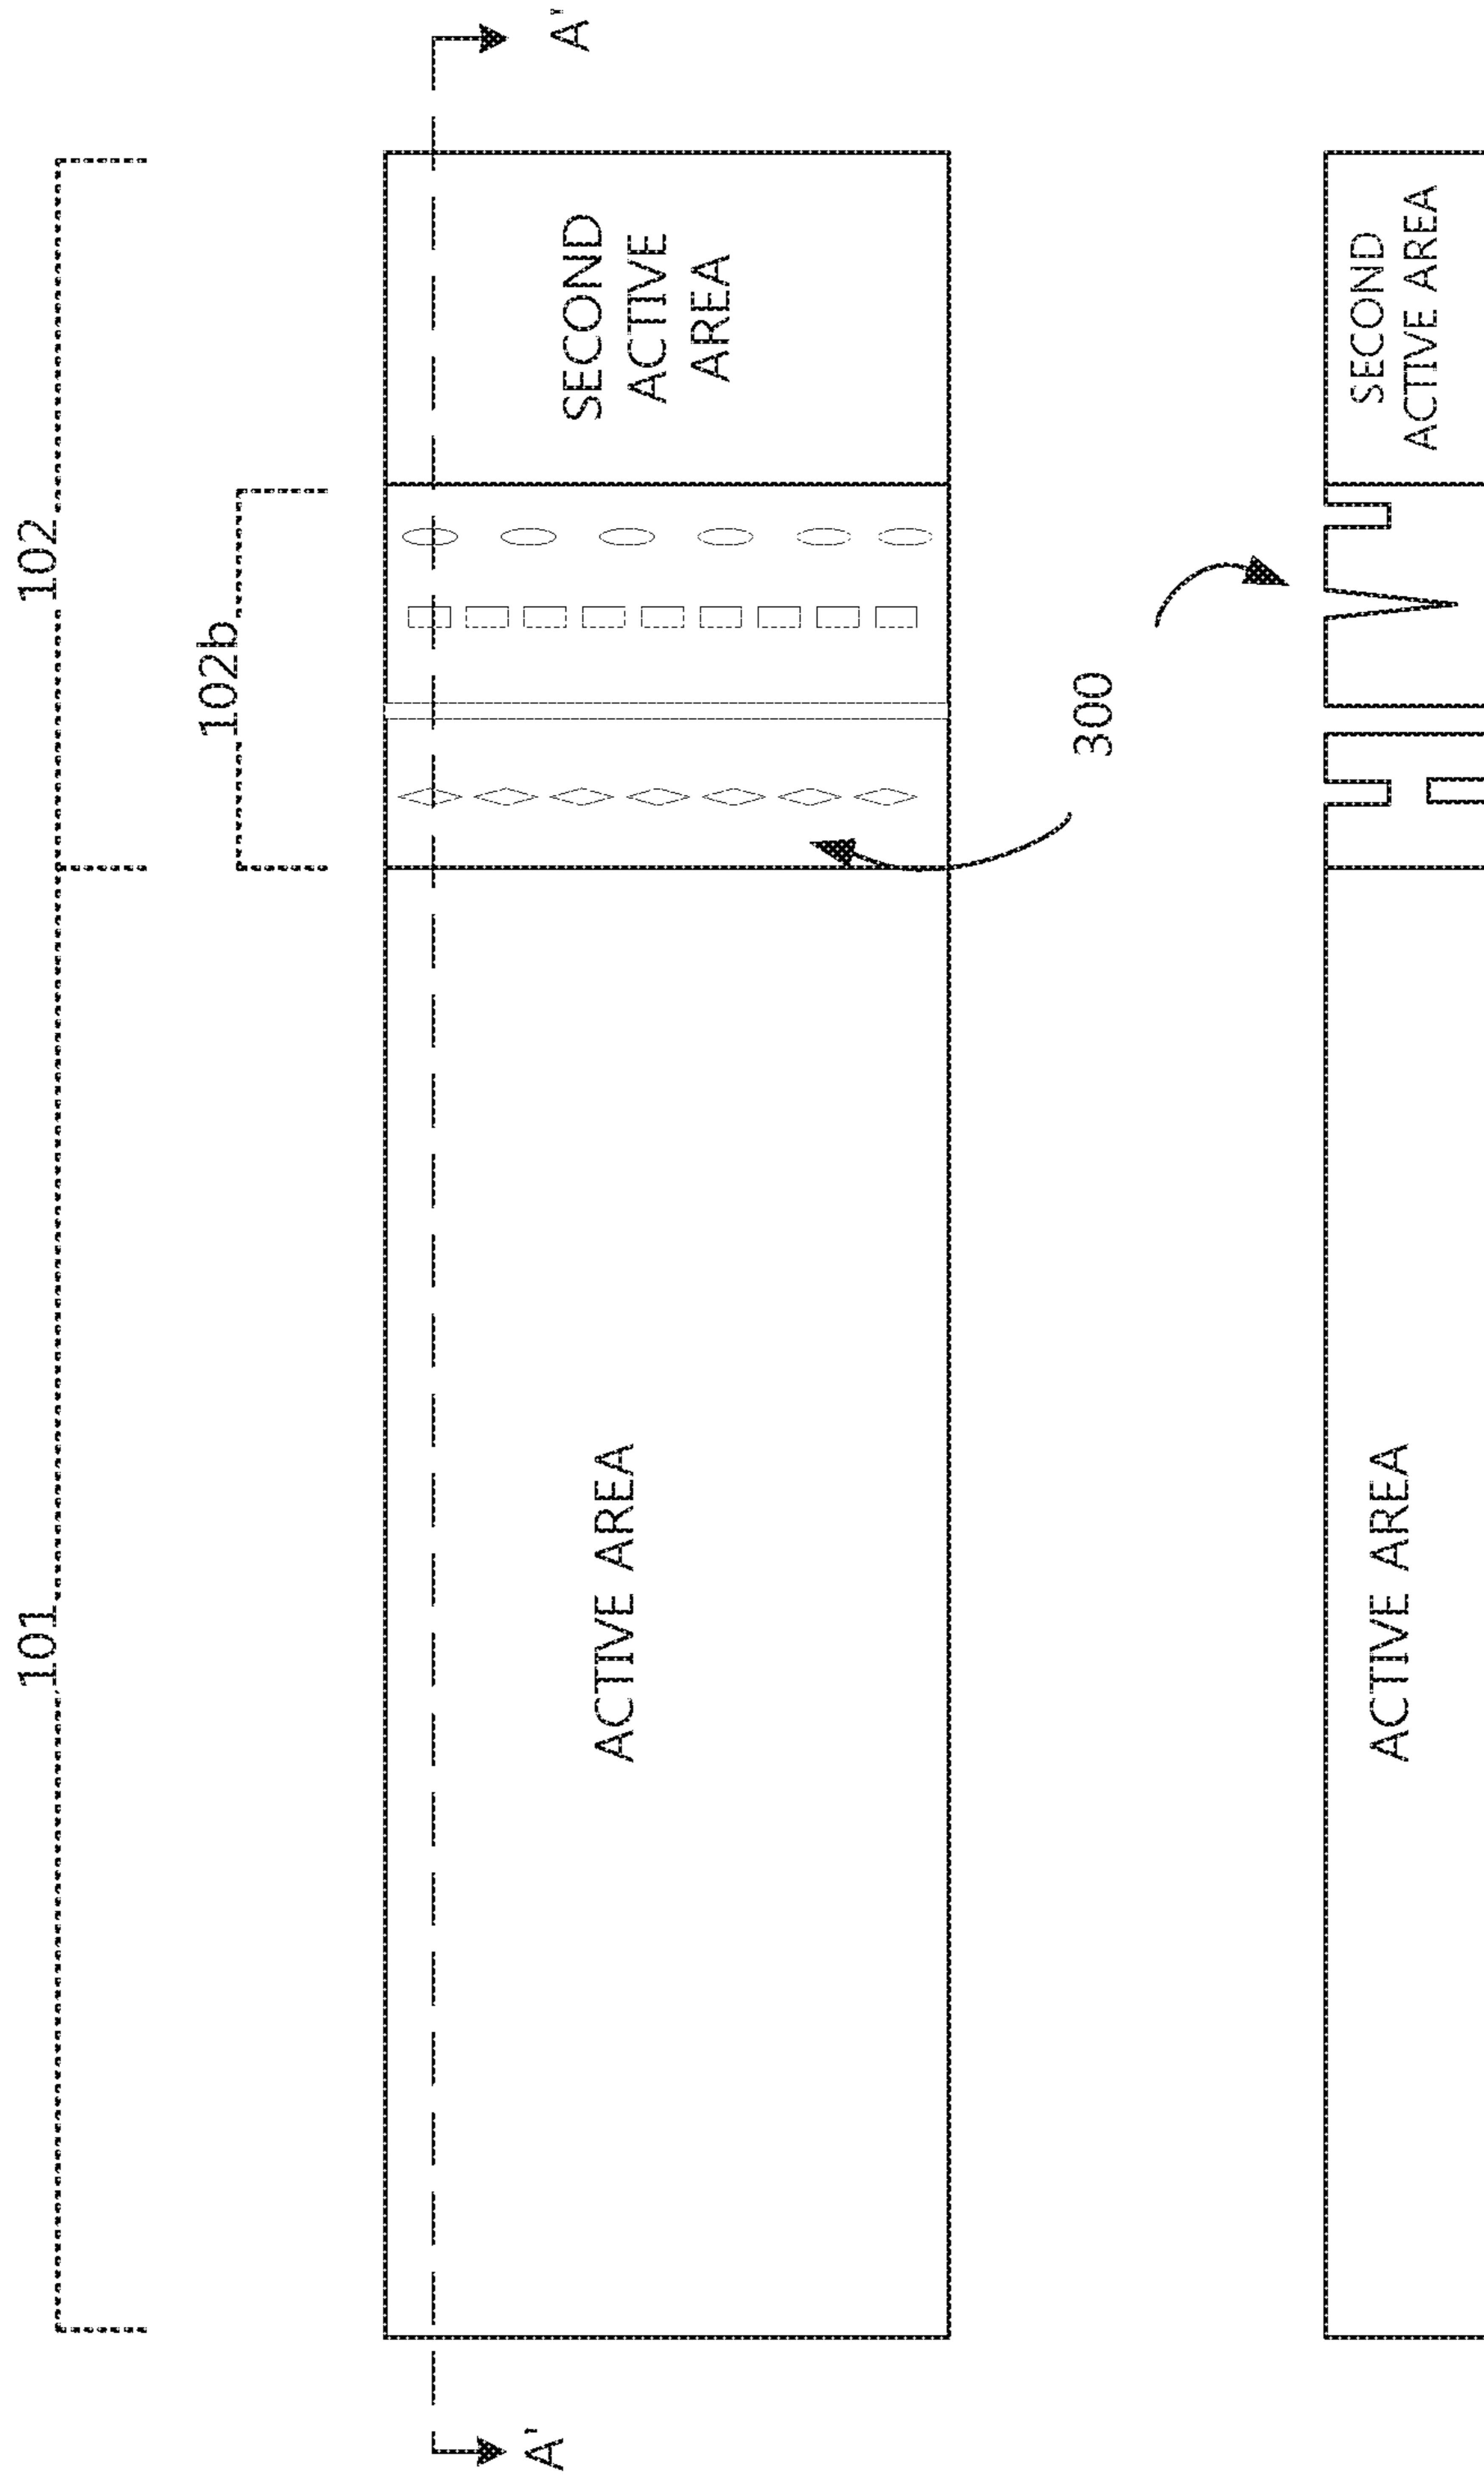 101
102
102b
A'
A'
ACTIVE AREA
SECOND
ACTIVE
AREA
300
ACTIVE AREA
SECOND
ACTIVE AREA